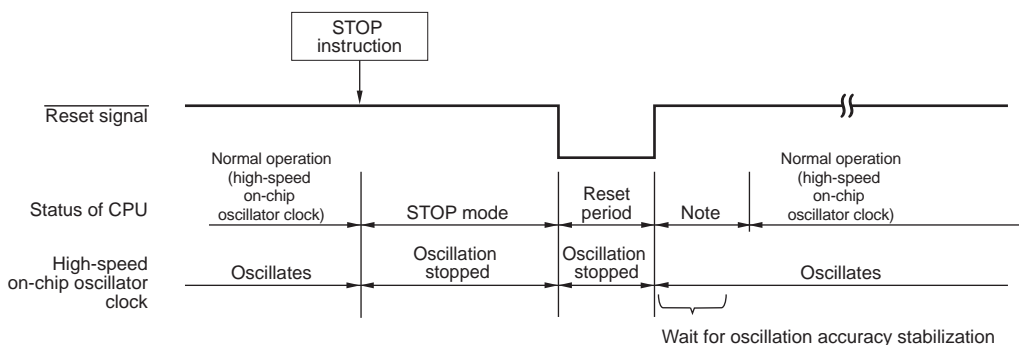 STOP
instruction
Reset signal
Normal operation
(high-speed
on-chip
oscillator clock)
Reset
period
Normal operation
(high-speed
on-chip
oscillator clock)
Status of CPU
STOP mode
Note
High-speed
on-chip oscillator
clock
Oscillates
Oscillation
stopped
Oscillation
stopped
Oscillates
Wait for oscillation accuracy stabilization